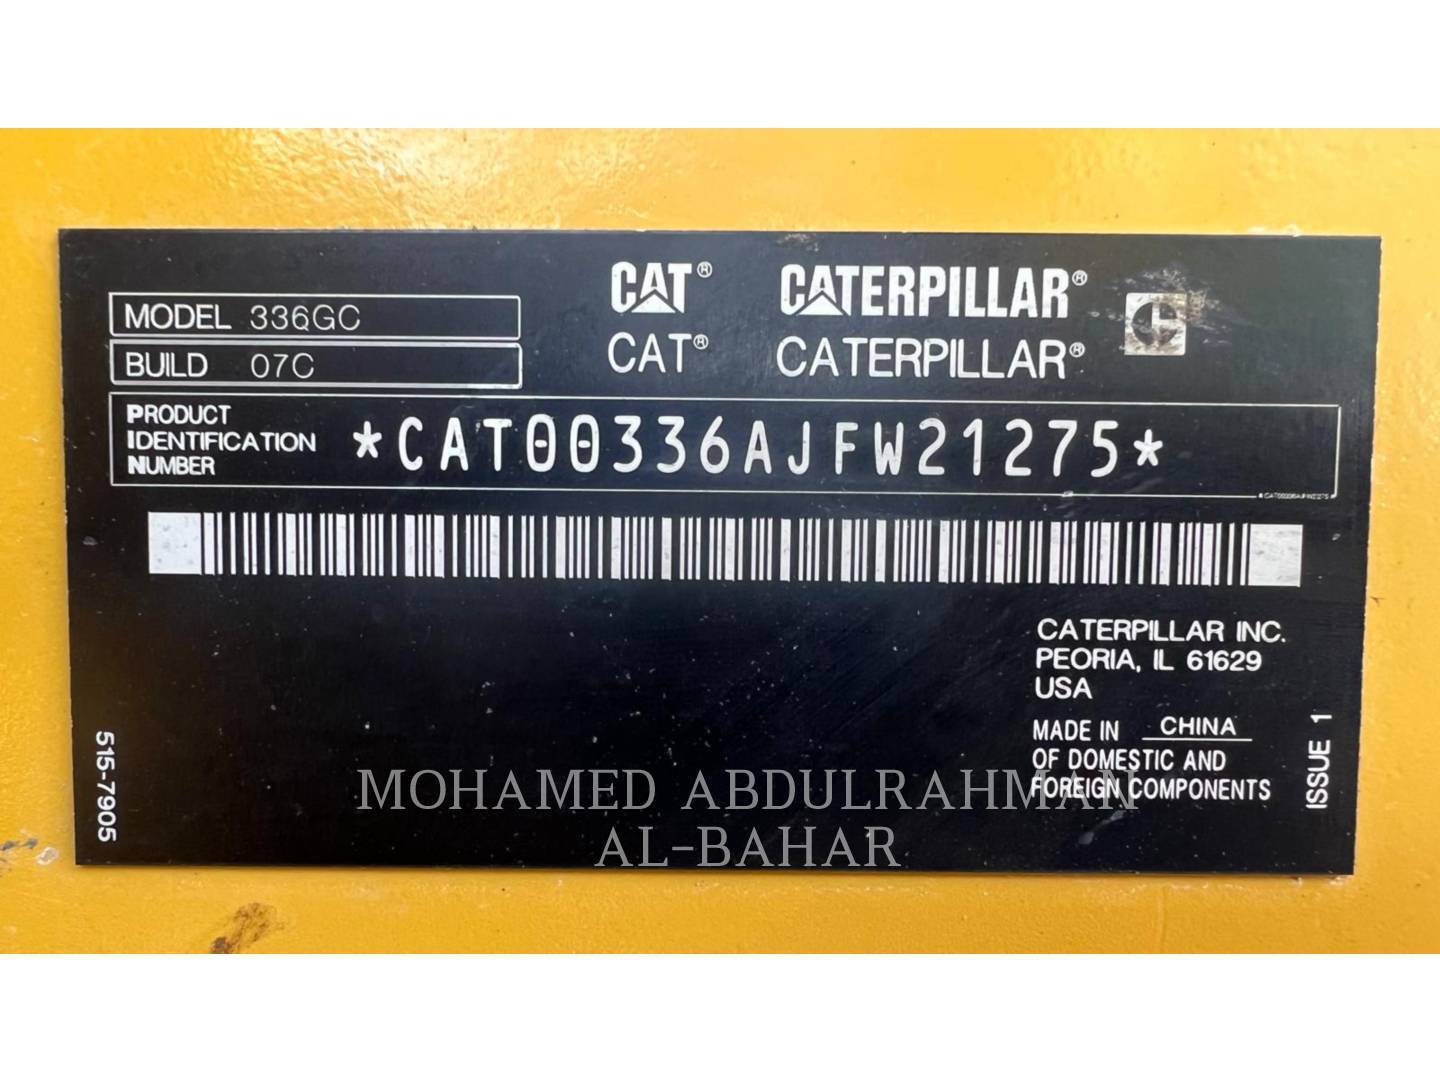 CAT® CATERPILLAR®
MODEL 336GC
CAT® CATERPILLAR®
BUILD 07C
PRODUCT
IDENTIFICATION
NUMBER
*CAT00336AJFW21275*
*CAT00336AJFW21275*
CATERPILLAR INC.
PEORIA, IL 61629
USA
MADE IN CHINA
OF DOMESTIC AND
FOREIGN COMPONENTS
515-7905
ISSUE 1
MOHAMED ABDULRAHMAN
AL-BAHAR